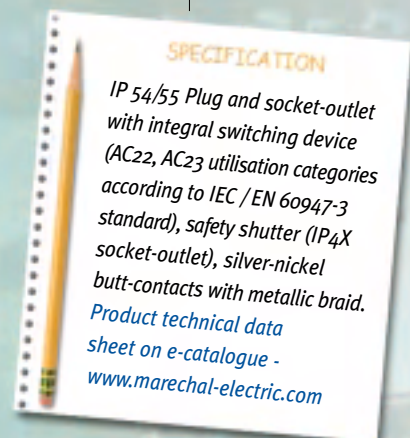 SPECIFICATION
IP 54/55 Plug and socket-outlet
with integral switching device
(AC22, AC23 utilisation categories
according to IEC / EN 60947-3
standard), safety shutter (IP4X
socket-outlet), silver-nickel
butt-contacts with metallic braid.
Product technical data
sheet on e-catalogue -
www.marechal-electric.com